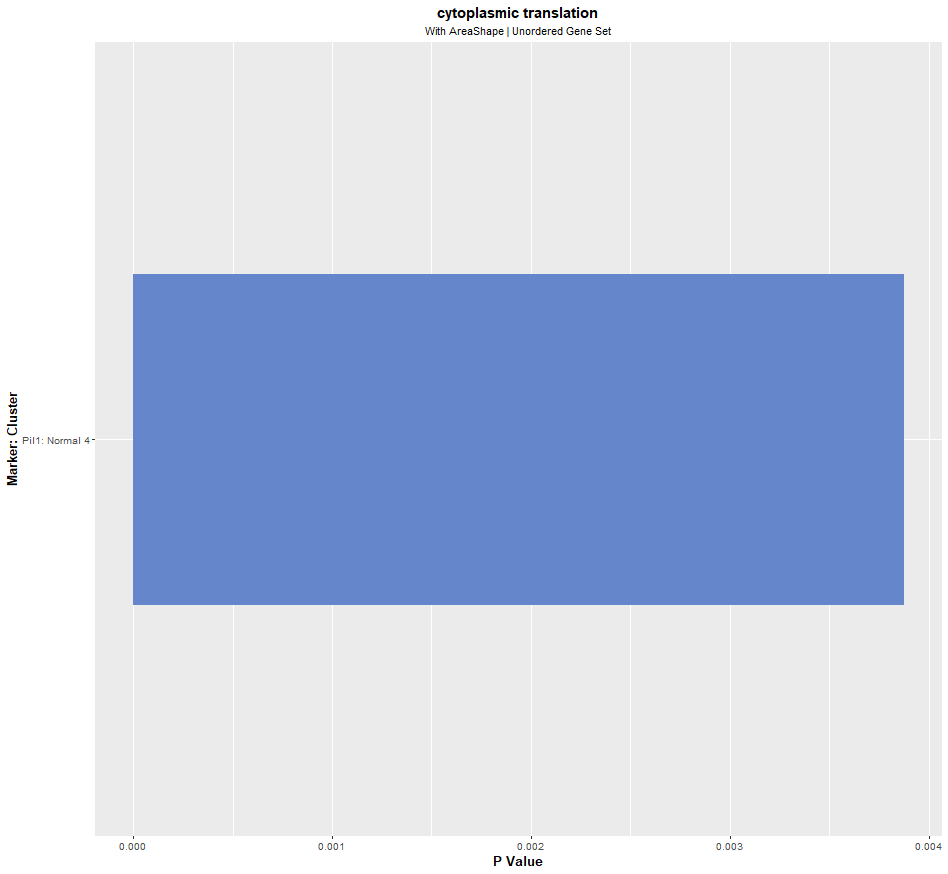 cytoplasmic translation
With AreaShape | Unordered Gene Set
Marker: Cluster
Pil1: Normal 4
0.000 0.001 0.002 0.003 0.004
P Value